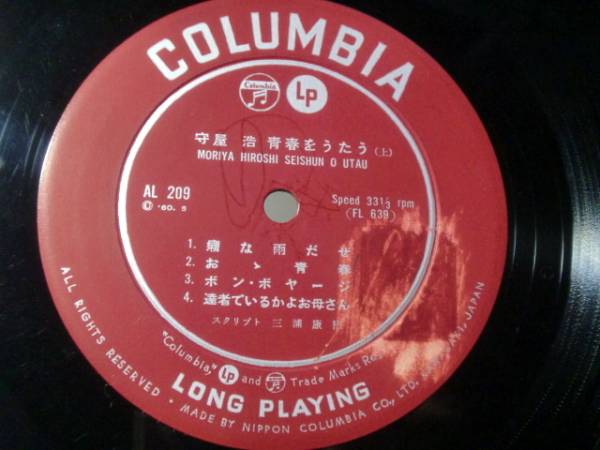 COLUMBIA
Columbia
Lp
守屋 浩 青春をうたう(上)
MORIYA HIROSHI SEISHUN O UTAU
AL 209
Ⓒ '60. 5
Speed 33⅓ rpm
(FL 639)
1. 嫌な雨だぜ
2. おゝ青春
3. ボン・ボヤージ
4. 達者でいるかよお母さん
スクリプト 三浦康
"Columbia," Lp and Trade Marks Reg
LONG PLAYING
ALL RIGHTS RESERVED • MADE BY NIPPON COLUMBIA CO., LTD. JAPAN